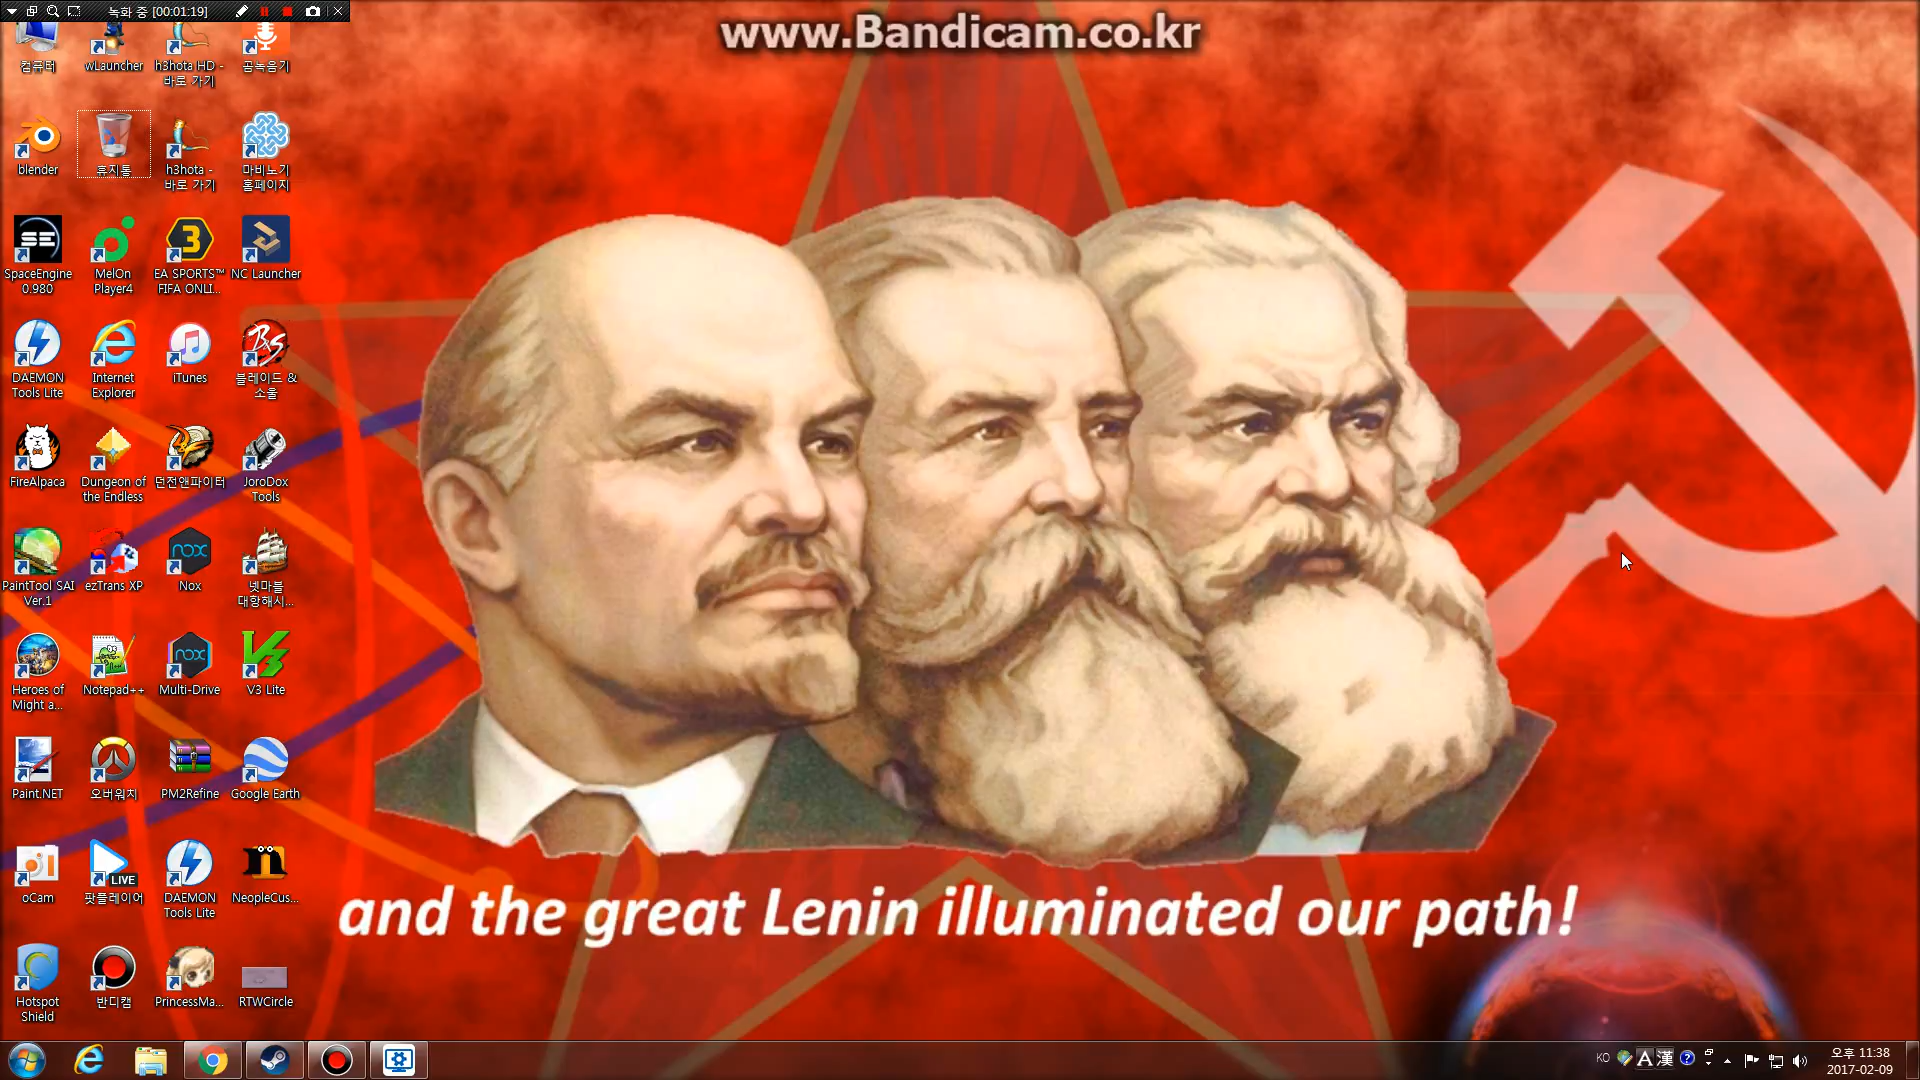 녹화 중 [00:01:19]
www.Bandicam.co.kr
컴퓨터
wLauncher
h3hota HD -
바로 가기
곰녹음기
blender
휴지통
h3hota -
바로 가기
마비노기
홈페이지
SE
SpaceEngine
0.980
MelOn
Player4
3
EA SPORTS™
FIFA ONLI...
NC Launcher
DAEMON
Tools Lite
Internet
Explorer
iTunes
B&S
블레이드 &
소울
FireAlpaca
Dungeon of
the Endless
던전앤파이터
JoroDox
Tools
PaintTool SAI
Ver.1
ezTrans XP
nox
Nox
넷마블
대항해시...
Heroes of
Might a...
Notepad++
nox
Multi-Drive
V3
V3 Lite
Paint.NET
오버워치
PM2Refine
Google Earth
oCam
LIVE
팟플레이어
DAEMON
Tools Lite
n
NeopleCus...
and the great Lenin illuminated our path!
Hotspot
Shield
반디캠
PrincessMa...
RTWCircle
KO A 漢 ?
오후 11:38
2017-02-09